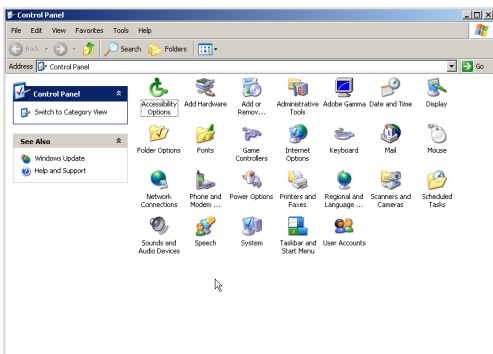 Control Panel
File Edit View Favorites Tools Help
Back Search Folders
Address Control Panel Go
Control Panel
Switch to Category View
See Also
Windows Update
Help and Support
Accessibility Options
Add Hardware
Add or Remov...
Administrative Tools
Adobe Gamma
Date and Time
Display
Folder Options
Fonts
Game Controllers
Internet Options
Keyboard
Mail
Mouse
Network Connections
Phone and Modem ...
Power Options
Printers and Faxes
Regional and Language ...
Scanners and Cameras
Scheduled Tasks
Sounds and Audio Devices
Speech
System
Taskbar and Start Menu
User Accounts